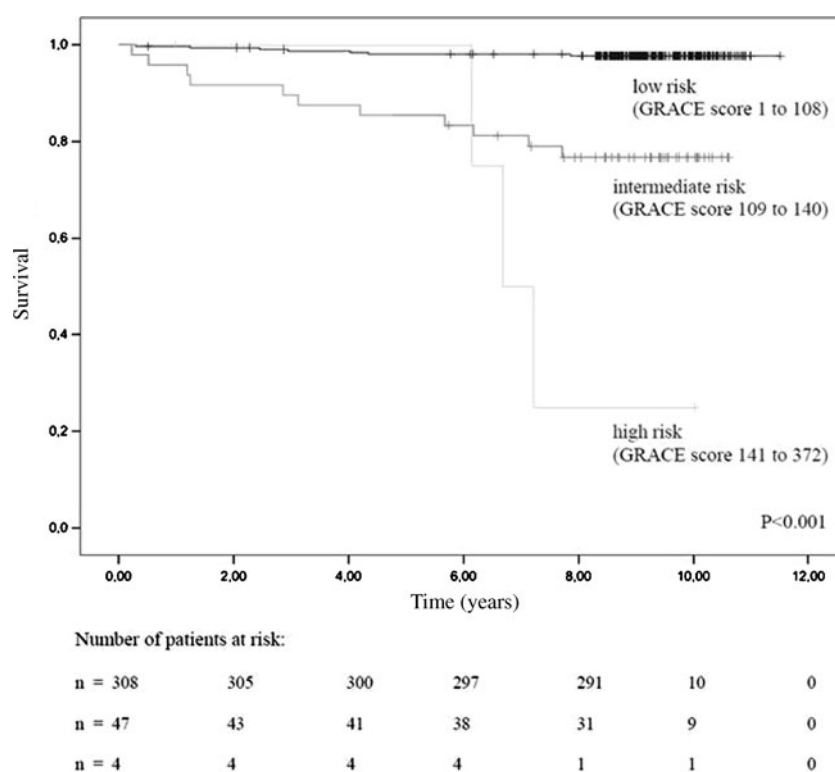 1,0
0,8
0,6
0,4
0,2
0,0
Survival
low risk
(GRACE score 1 to 108)
intermediate risk
(GRACE score 109 to 140)
high risk
(GRACE score 141 to 372)
P<0.001
0,00 2,00 4,00 6,00 8,00 10,00 12,00
Time (years)
Number of patients at risk:
n = 308 305 300 297 291 10 0
n = 47 43 41 38 31 9 0
n = 4 4 4 4 1 1 0